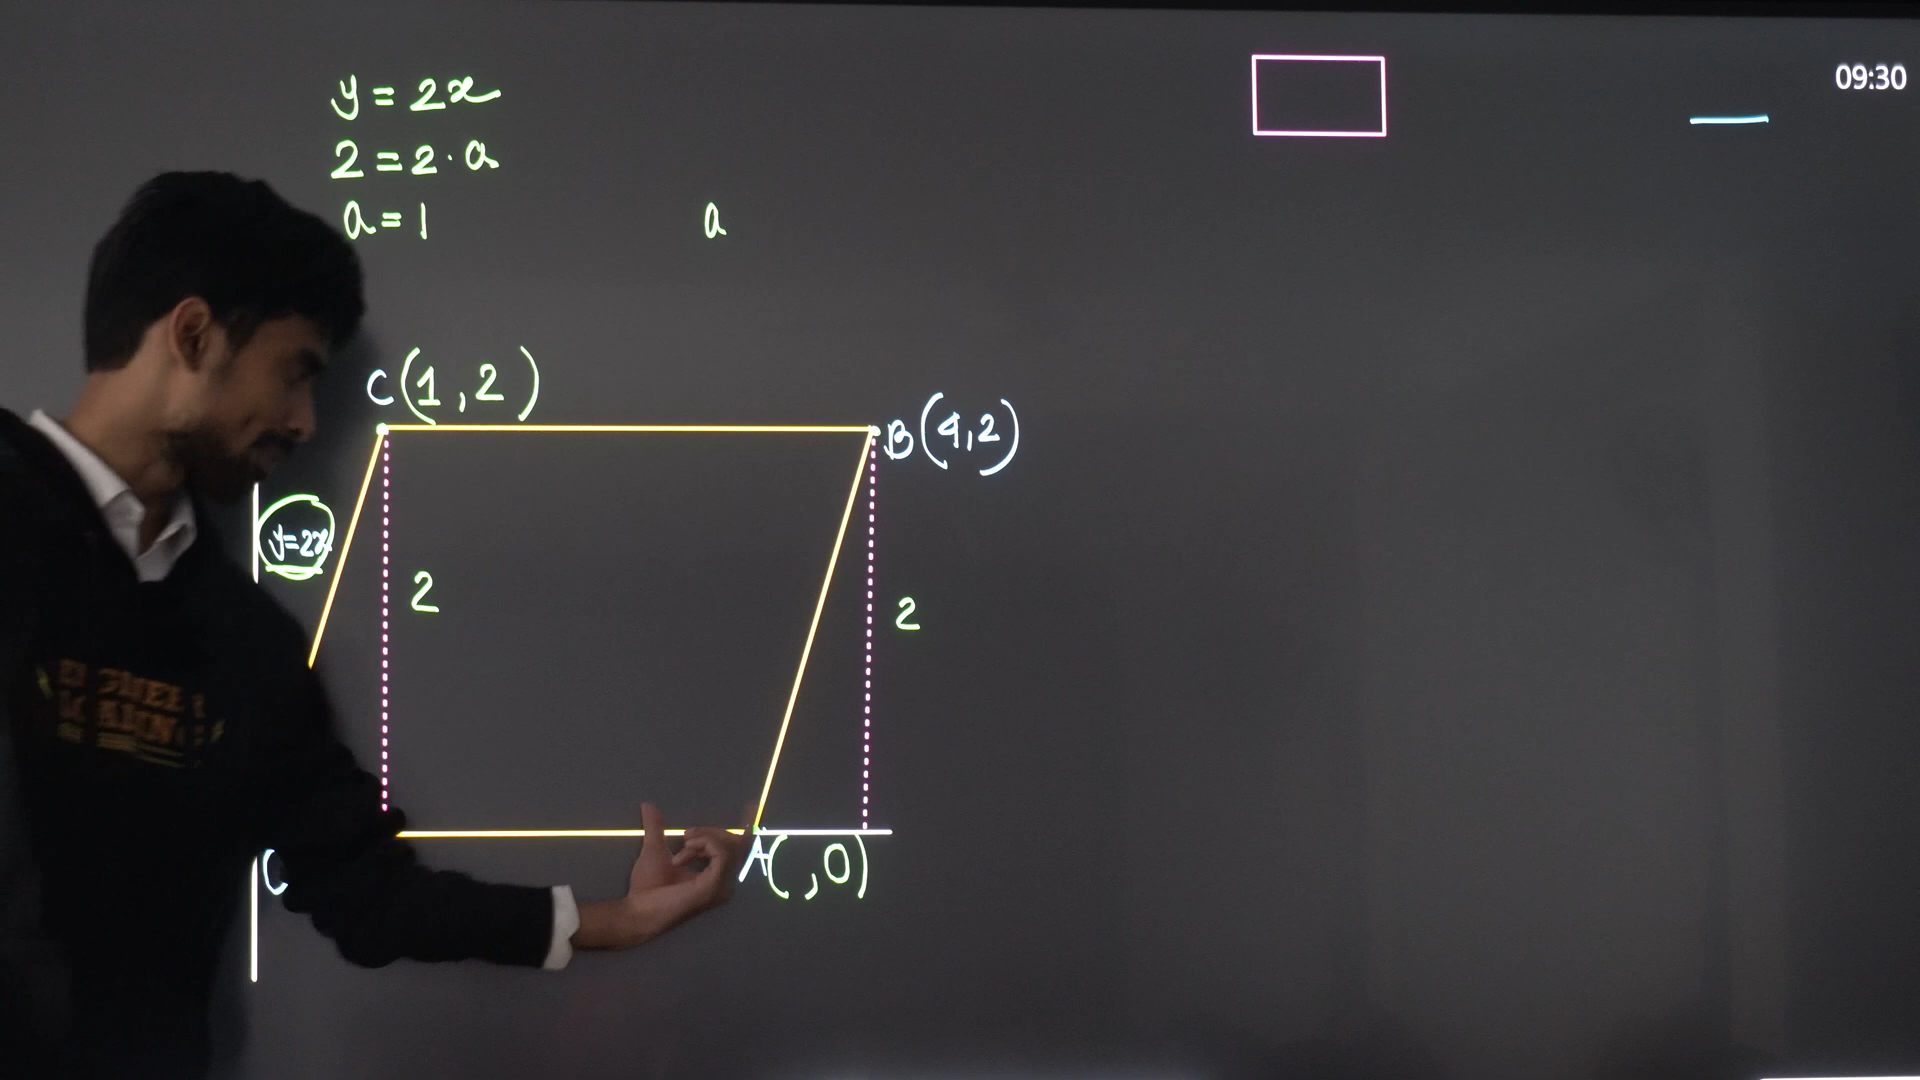 09:30
y = 2x
2 = 2 · a
a = 1
a
C (1, 2)
B (4, 2)
y=2x
2
2
A( , 0)